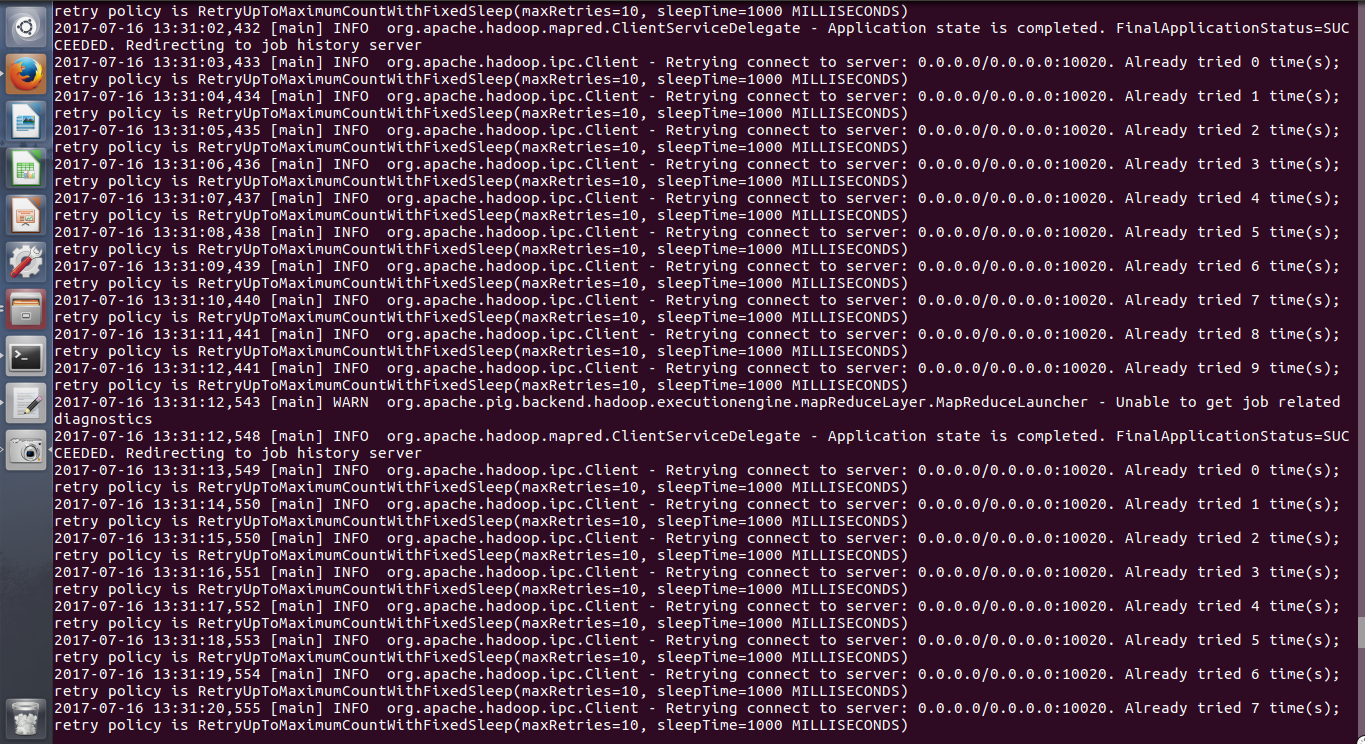 retry policy is RetryUpToMaximumCountWithFixedSleep(maxRetries=10, sleepTime=1000 MILLISECONDS)
2017-07-16 13:31:02,432 [main] INFO  org.apache.hadoop.mapred.ClientServiceDelegate - Application state is completed. FinalApplicationStatus=SUC
CEEDED. Redirecting to job history server
2017-07-16 13:31:03,433 [main] INFO  org.apache.hadoop.ipc.Client - Retrying connect to server: 0.0.0.0/0.0.0.0:10020. Already tried 0 time(s);
retry policy is RetryUpToMaximumCountWithFixedSleep(maxRetries=10, sleepTime=1000 MILLISECONDS)
2017-07-16 13:31:04,434 [main] INFO  org.apache.hadoop.ipc.Client - Retrying connect to server: 0.0.0.0/0.0.0.0:10020. Already tried 1 time(s);
retry policy is RetryUpToMaximumCountWithFixedSleep(maxRetries=10, sleepTime=1000 MILLISECONDS)
2017-07-16 13:31:05,435 [main] INFO  org.apache.hadoop.ipc.Client - Retrying connect to server: 0.0.0.0/0.0.0.0:10020. Already tried 2 time(s);
retry policy is RetryUpToMaximumCountWithFixedSleep(maxRetries=10, sleepTime=1000 MILLISECONDS)
2017-07-16 13:31:06,436 [main] INFO  org.apache.hadoop.ipc.Client - Retrying connect to server: 0.0.0.0/0.0.0.0:10020. Already tried 3 time(s);
retry policy is RetryUpToMaximumCountWithFixedSleep(maxRetries=10, sleepTime=1000 MILLISECONDS)
2017-07-16 13:31:07,437 [main] INFO  org.apache.hadoop.ipc.Client - Retrying connect to server: 0.0.0.0/0.0.0.0:10020. Already tried 4 time(s);
retry policy is RetryUpToMaximumCountWithFixedSleep(maxRetries=10, sleepTime=1000 MILLISECONDS)
2017-07-16 13:31:08,438 [main] INFO  org.apache.hadoop.ipc.Client - Retrying connect to server: 0.0.0.0/0.0.0.0:10020. Already tried 5 time(s);
retry policy is RetryUpToMaximumCountWithFixedSleep(maxRetries=10, sleepTime=1000 MILLISECONDS)
2017-07-16 13:31:09,439 [main] INFO  org.apache.hadoop.ipc.Client - Retrying connect to server: 0.0.0.0/0.0.0.0:10020. Already tried 6 time(s);
retry policy is RetryUpToMaximumCountWithFixedSleep(maxRetries=10, sleepTime=1000 MILLISECONDS)
2017-07-16 13:31:10,440 [main] INFO  org.apache.hadoop.ipc.Client - Retrying connect to server: 0.0.0.0/0.0.0.0:10020. Already tried 7 time(s);
retry policy is RetryUpToMaximumCountWithFixedSleep(maxRetries=10, sleepTime=1000 MILLISECONDS)
2017-07-16 13:31:11,441 [main] INFO  org.apache.hadoop.ipc.Client - Retrying connect to server: 0.0.0.0/0.0.0.0:10020. Already tried 8 time(s);
retry policy is RetryUpToMaximumCountWithFixedSleep(maxRetries=10, sleepTime=1000 MILLISECONDS)
2017-07-16 13:31:12,441 [main] INFO  org.apache.hadoop.ipc.Client - Retrying connect to server: 0.0.0.0/0.0.0.0:10020. Already tried 9 time(s);
retry policy is RetryUpToMaximumCountWithFixedSleep(maxRetries=10, sleepTime=1000 MILLISECONDS)
2017-07-16 13:31:12,543 [main] WARN  org.apache.pig.backend.hadoop.executionengine.mapReduceLayer.MapReduceLauncher - Unable to get job related
diagnostics
2017-07-16 13:31:12,548 [main] INFO  org.apache.hadoop.mapred.ClientServiceDelegate - Application state is completed. FinalApplicationStatus=SUC
CEEDED. Redirecting to job history server
2017-07-16 13:31:13,549 [main] INFO  org.apache.hadoop.ipc.Client - Retrying connect to server: 0.0.0.0/0.0.0.0:10020. Already tried 0 time(s);
retry policy is RetryUpToMaximumCountWithFixedSleep(maxRetries=10, sleepTime=1000 MILLISECONDS)
2017-07-16 13:31:14,550 [main] INFO  org.apache.hadoop.ipc.Client - Retrying connect to server: 0.0.0.0/0.0.0.0:10020. Already tried 1 time(s);
retry policy is RetryUpToMaximumCountWithFixedSleep(maxRetries=10, sleepTime=1000 MILLISECONDS)
2017-07-16 13:31:15,550 [main] INFO  org.apache.hadoop.ipc.Client - Retrying connect to server: 0.0.0.0/0.0.0.0:10020. Already tried 2 time(s);
retry policy is RetryUpToMaximumCountWithFixedSleep(maxRetries=10, sleepTime=1000 MILLISECONDS)
2017-07-16 13:31:16,551 [main] INFO  org.apache.hadoop.ipc.Client - Retrying connect to server: 0.0.0.0/0.0.0.0:10020. Already tried 3 time(s);
retry policy is RetryUpToMaximumCountWithFixedSleep(maxRetries=10, sleepTime=1000 MILLISECONDS)
2017-07-16 13:31:17,552 [main] INFO  org.apache.hadoop.ipc.Client - Retrying connect to server: 0.0.0.0/0.0.0.0:10020. Already tried 4 time(s);
retry policy is RetryUpToMaximumCountWithFixedSleep(maxRetries=10, sleepTime=1000 MILLISECONDS)
2017-07-16 13:31:18,553 [main] INFO  org.apache.hadoop.ipc.Client - Retrying connect to server: 0.0.0.0/0.0.0.0:10020. Already tried 5 time(s);
retry policy is RetryUpToMaximumCountWithFixedSleep(maxRetries=10, sleepTime=1000 MILLISECONDS)
2017-07-16 13:31:19,554 [main] INFO  org.apache.hadoop.ipc.Client - Retrying connect to server: 0.0.0.0/0.0.0.0:10020. Already tried 6 time(s);
retry policy is RetryUpToMaximumCountWithFixedSleep(maxRetries=10, sleepTime=1000 MILLISECONDS)
2017-07-16 13:31:20,555 [main] INFO  org.apache.hadoop.ipc.Client - Retrying connect to server: 0.0.0.0/0.0.0.0:10020. Already tried 7 time(s);
retry policy is RetryUpToMaximumCountWithFixedSleep(maxRetries=10, sleepTime=1000 MILLISECONDS)